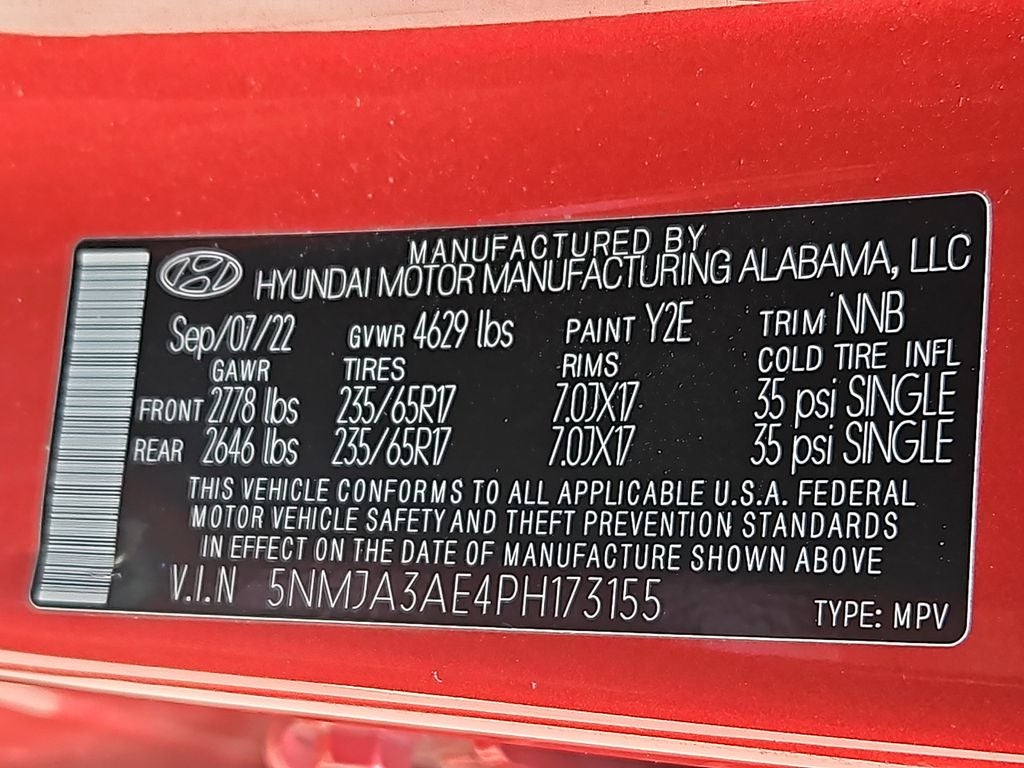 MANUFACTURED BY
HYUNDAI MOTOR MANUFACTURING ALABAMA, LLC
Sep/07/22 GVWR 4629 lbs PAINT Y2E TRIM NNB
GAWR TIRES RIMS COLD TIRE INFL
FRONT 2778 lbs 235/65R17 7.0JX17 35 psi SINGLE
REAR 2646 lbs 235/65R17 7.0JX17 35 psi SINGLE
THIS VEHICLE CONFORMS TO ALL APPLICABLE U.S.A. FEDERAL
MOTOR VEHICLE SAFETY AND THEFT PREVENTION STANDARDS
IN EFFECT ON THE DATE OF MANUFACTURE SHOWN ABOVE
V.I.N 5NMJA3AE4PH173155
TYPE: MPV